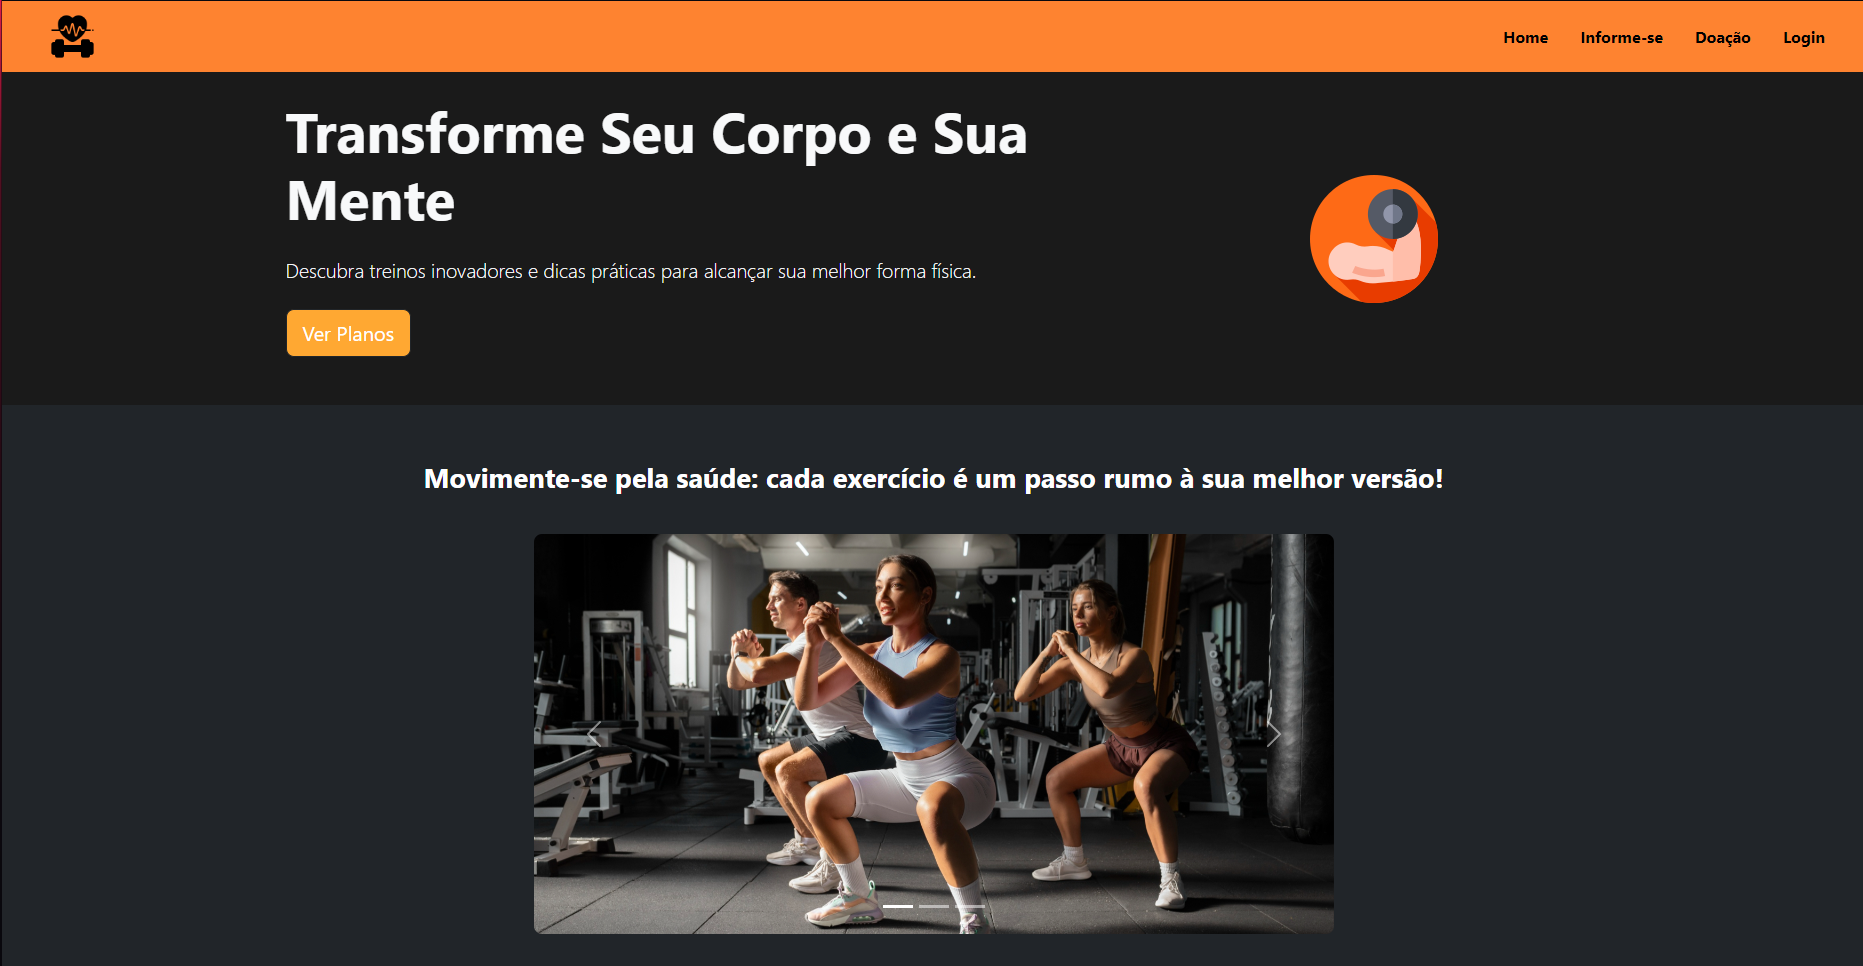 Home Informe-se Doação Login
Transforme Seu Corpo e Sua
Mente
Descubra treinos inovadores e dicas práticas para alcançar sua melhor forma física.
Ver Planos
Movimente-se pela saúde: cada exercício é um passo rumo à sua melhor versão!